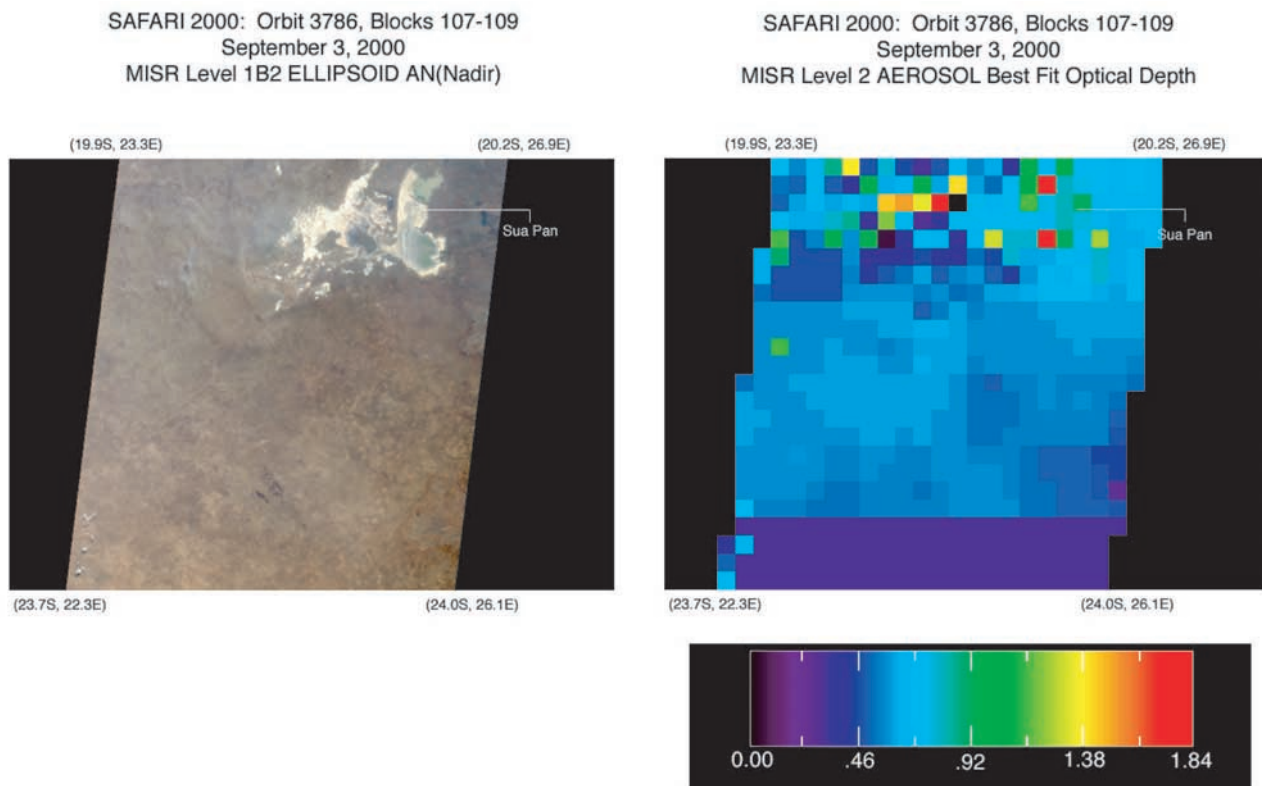 SAFARI 2000: Orbit 3786, Blocks 107-109
September 3, 2000
MISR Level 1B2 ELLIPSOID AN(Nadir)
(19.9S, 23.3E)
(20.2S, 26.9E)
Sua Pan
(23.7S, 22.3E)
(24.0S, 26.1E)
SAFARI 2000: Orbit 3786, Blocks 107-109
September 3, 2000
MISR Level 2 AEROSOL Best Fit Optical Depth
(19.9S, 23.3E)
(20.2S, 26.9E)
Sua Pan
(23.7S, 22.3E)
(24.0S, 26.1E)
0.00 .46 .92 1.38 1.84